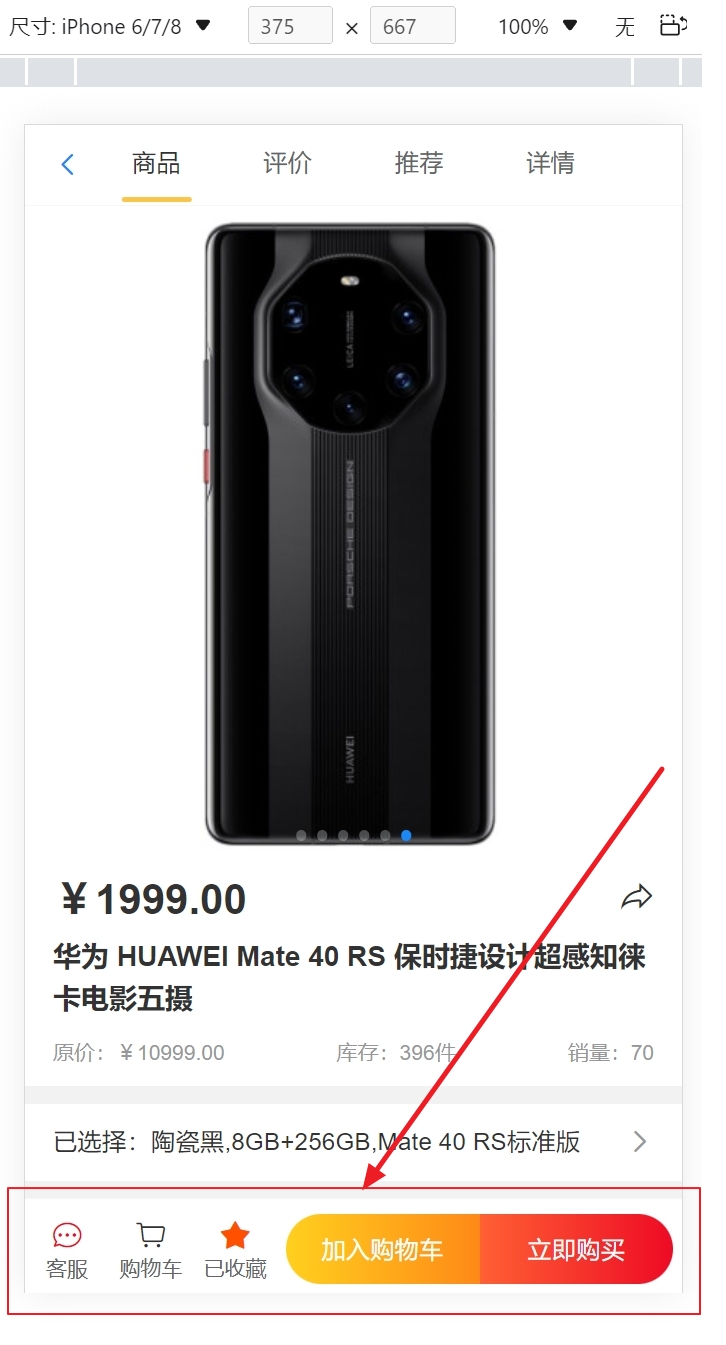 尺寸: iPhone 6/7/8 ▼ 375 × 667 100% ▼ 无
商品 评价 推荐 详情
PORSCHE DESIGN
HUAWEI
￥1999.00
华为 HUAWEI Mate 40 RS 保时捷设计超感知徕
卡电影五摄
原价：￥10999.00 库存：396件 销量：70
已选择：陶瓷黑,8GB+256GB,Mate 40 RS标准版
客服 购物车 已收藏 加入购物车 立即购买